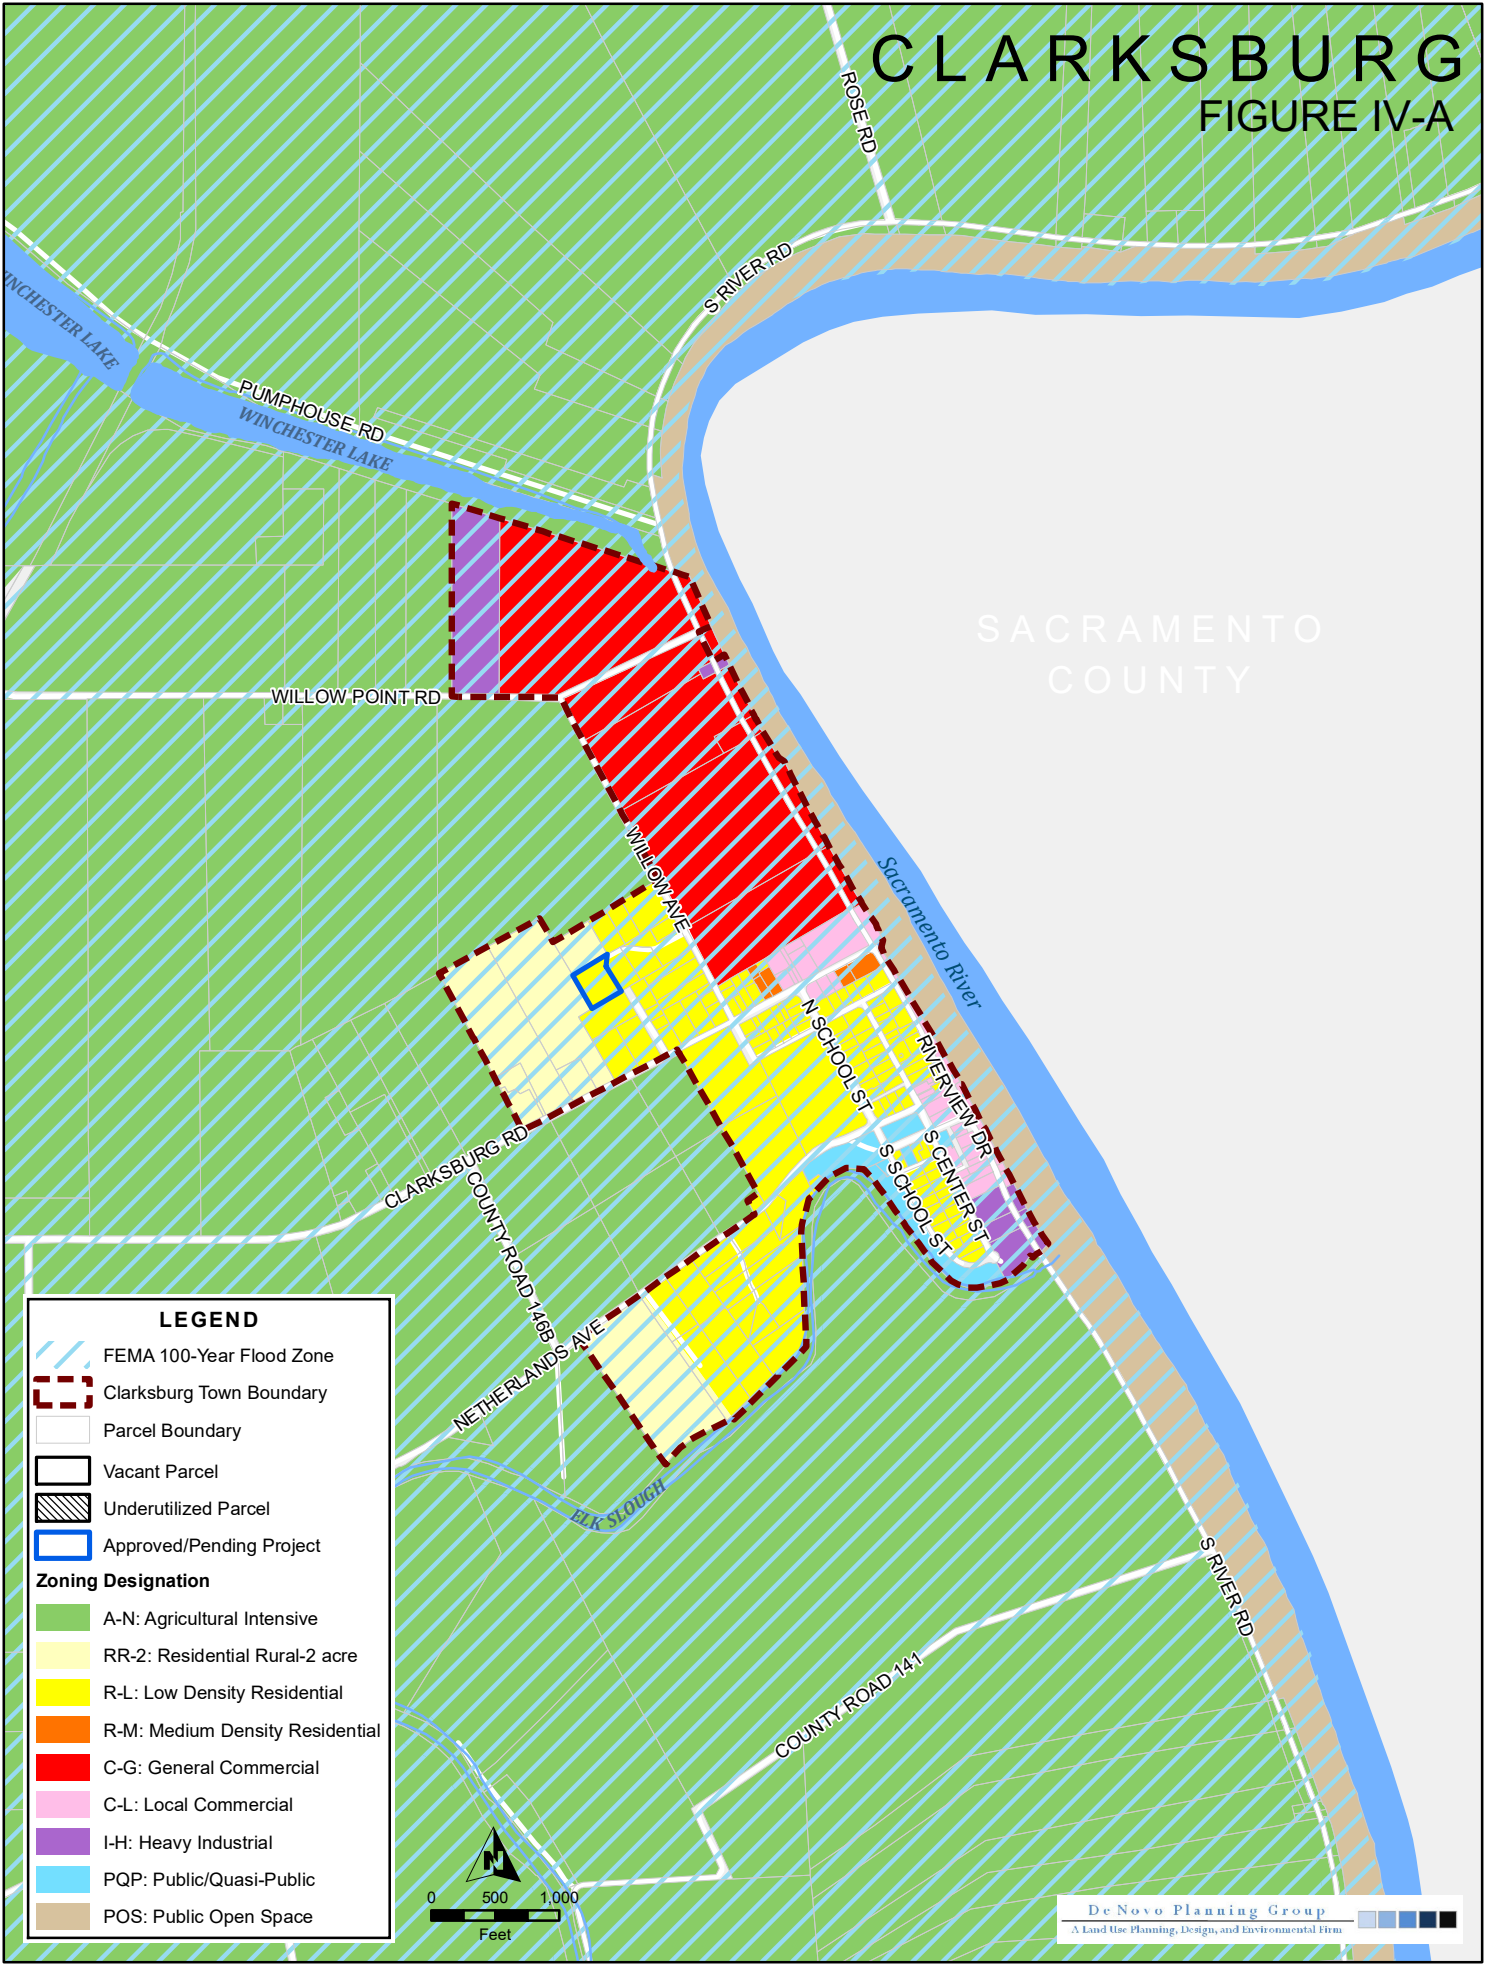 CLARKSBURG
FIGURE IV-A
ROSE RD
S RIVER RD
INCHESTER LAKE
PUMPHOUSE RD
WINCHESTER LAKE
SACRAMENTO
COUNTY
WILLOW POINT RD
WILLOW AVE
Sacramento River
N SCHOOL ST
RIVERVIEW DR
S CENTER ST
S SCHOOL ST
CLARKSBURG RD
COUNTY ROAD 146B
NETHERLANDS AVE
ELK SLOUGH
S RIVER RD
COUNTY ROAD 141
LEGEND
FEMA 100-Year Flood Zone
Clarksburg Town Boundary
Parcel Boundary
Vacant Parcel
Underutilized Parcel
Approved/Pending Project
Zoning Designation
A-N: Agricultural Intensive
RR-2: Residential Rural-2 acre
R-L: Low Density Residential
R-M: Medium Density Residential
C-G: General Commercial
C-L: Local Commercial
I-H: Heavy Industrial
PQP: Public/Quasi-Public
POS: Public Open Space
N
0 500 1,000
Feet
De Novo Planning Group
A Land Use Planning, Design, and Environmental Firm